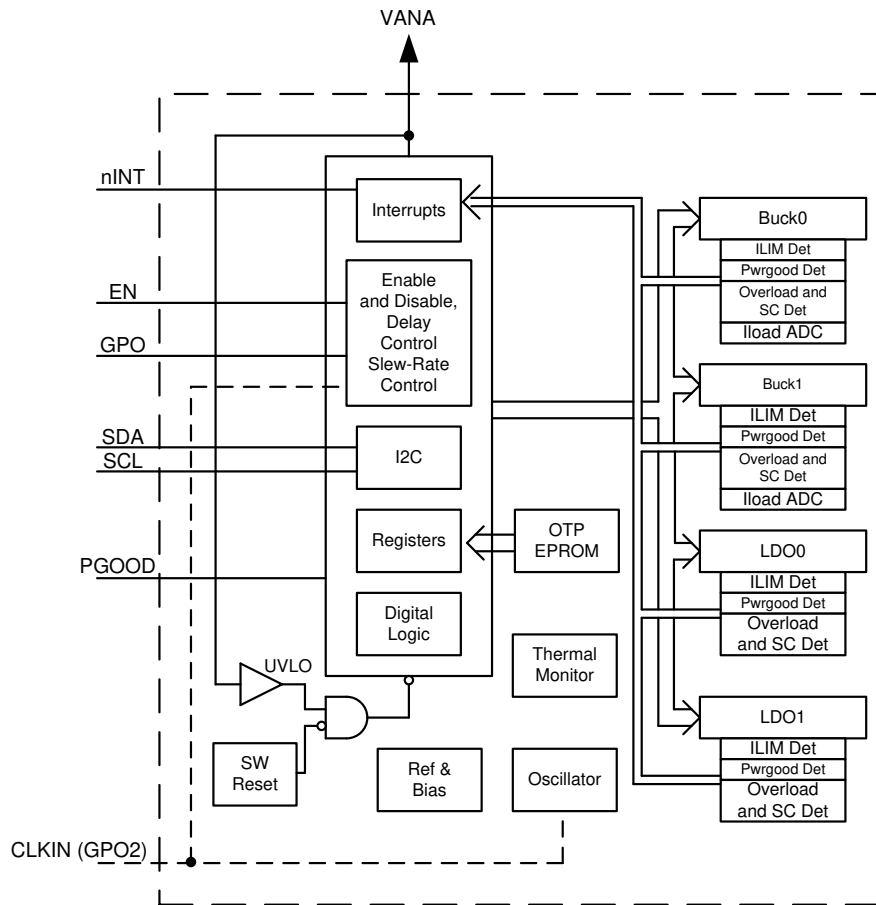 VANA
nINT
Interrupts
EN
GPO
Enable
and Disable,
Delay
Control
Slew-Rate
Control
SDA
SCL
I2C
Registers
OTP
EPROM
PGOOD
Digital
Logic
UVLO
Thermal
Monitor
SW
Reset
Ref &
Bias
Oscillator
CLKIN (GPO2)
Buck0
ILIM Det
Pwrgood Det
Overload and
SC Det
Iload ADC
Buck1
ILIM Det
Pwrgood Det
Overload and
SC Det
Iload ADC
LDO0
ILIM Det
Pwrgood Det
Overload
and SC Det
LDO1
ILIM Det
Pwrgood Det
Overload
and SC Det